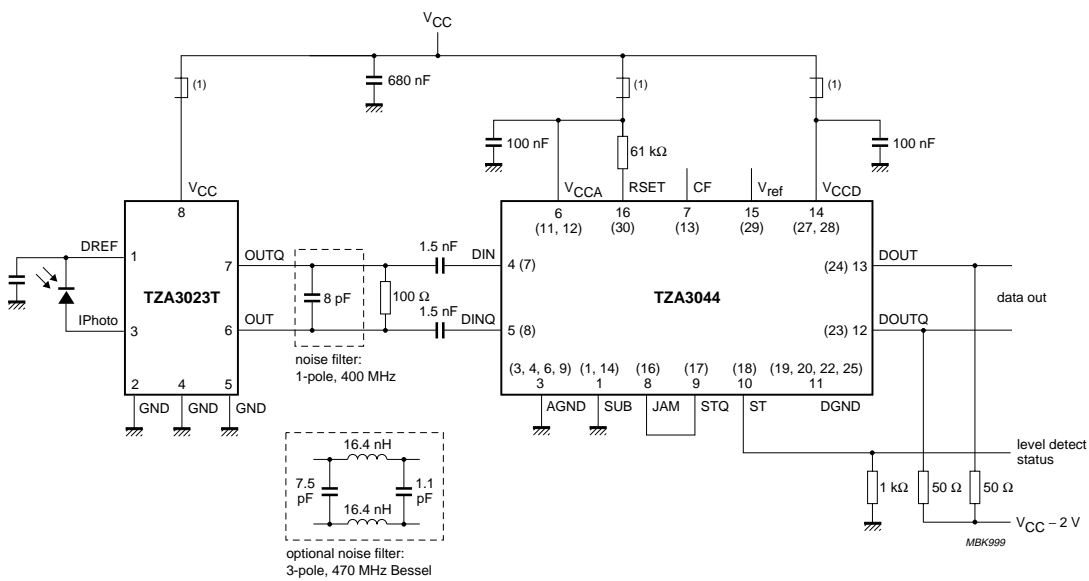 VCC
(1)
680 nF
(1)
(1)
100 nF
61 kΩ
100 nF
VCC
VCCA
RSET
CF
Vref
VCCD
8
6
16
7
15
14
(11, 12)
(30)
(13)
(29)
(27, 28)
DREF
1
OUTQ
7
1.5 nF
DIN
4 (7)
(24) 13
DOUT
TZA3023T
8 pF
100 Ω
TZA3044
data out
1.5 nF
IPhoto
3
6
OUT
DINQ
5 (8)
(23) 12
DOUTQ
noise filter:
1-pole, 400 MHz
(3, 4, 6, 9)
(1, 14)
(16)
(17)
(18)
(19, 20, 22, 25)
2
4
5
3
1
8
9
10
11
GND
GND
GND
AGND
SUB
JAM
STQ
ST
DGND
16.4 nH
7.5
pF
1.1
pF
16.4 nH
level detect
status
1 kΩ
50 Ω
50 Ω
VCC − 2 V
MBK999
optional noise filter:
3-pole, 470 MHz Bessel